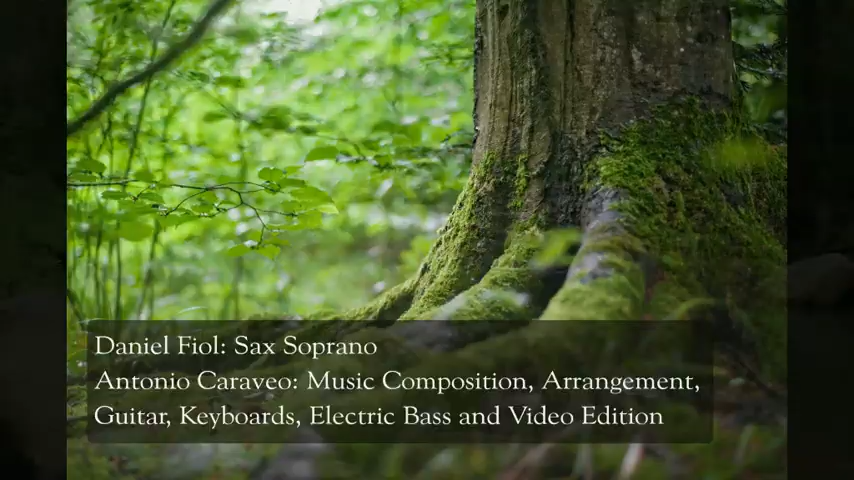 Daniel Fiol: Sax Soprano
Antonio Caraveo: Music Composition, Arrangement,
Guitar, Keyboards, Electric Bass and Video Edition